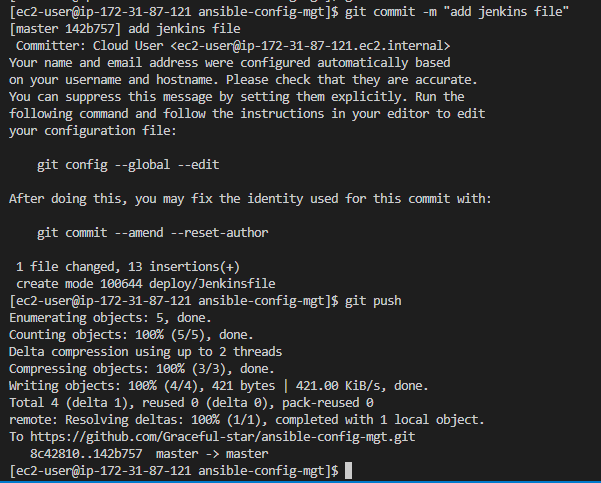 [ec2-user@ip-172-31-87-121 ansible-config-mgt]$ git commit -m "add jenkins file"
[master 142b757] add jenkins file
 Committer: Cloud User <ec2-user@ip-172-31-87-121.ec2.internal>
Your name and email address were configured automatically based
on your username and hostname. Please check that they are accurate.
You can suppress this message by setting them explicitly. Run the
following command and follow the instructions in your editor to edit
your configuration file:

    git config --global --edit

After doing this, you may fix the identity used for this commit with:

    git commit --amend --reset-author

 1 file changed, 13 insertions(+)
 create mode 100644 deploy/Jenkinsfile
[ec2-user@ip-172-31-87-121 ansible-config-mgt]$ git push
Enumerating objects: 5, done.
Counting objects: 100% (5/5), done.
Delta compression using up to 2 threads
Compressing objects: 100% (3/3), done.
Writing objects: 100% (4/4), 421 bytes | 421.00 KiB/s, done.
Total 4 (delta 1), reused 0 (delta 0), pack-reused 0
remote: Resolving deltas: 100% (1/1), completed with 1 local object.
To https://github.com/Graceful-star/ansible-config-mgt.git
   8c42810..142b757  master -> master
[ec2-user@ip-172-31-87-121 ansible-config-mgt]$